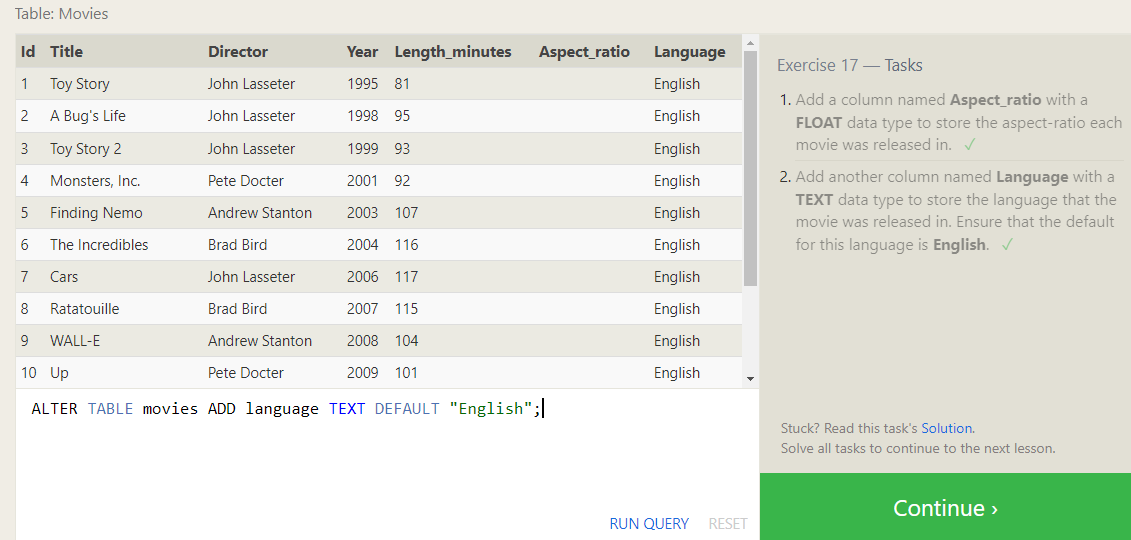 Table: Movies
Id Title Director Year Length_minutes Aspect_ratio Language
1 Toy Story John Lasseter 1995 81 English
2 A Bug's Life John Lasseter 1998 95 English
3 Toy Story 2 John Lasseter 1999 93 English
4 Monsters, Inc. Pete Docter 2001 92 English
5 Finding Nemo Andrew Stanton 2003 107 English
6 The Incredibles Brad Bird 2004 116 English
7 Cars John Lasseter 2006 117 English
8 Ratatouille Brad Bird 2007 115 English
9 WALL-E Andrew Stanton 2008 104 English
10 Up Pete Docter 2009 101 English
ALTER TABLE movies ADD language TEXT DEFAULT "English";
RUN QUERY RESET
Exercise 17 — Tasks
1. Add a column named Aspect_ratio with a
FLOAT data type to store the aspect-ratio each
movie was released in. ✓
2. Add another column named Language with a
TEXT data type to store the language that the
movie was released in. Ensure that the default
for this language is English. ✓
Stuck? Read this task's Solution.
Solve all tasks to continue to the next lesson.
Continue ›